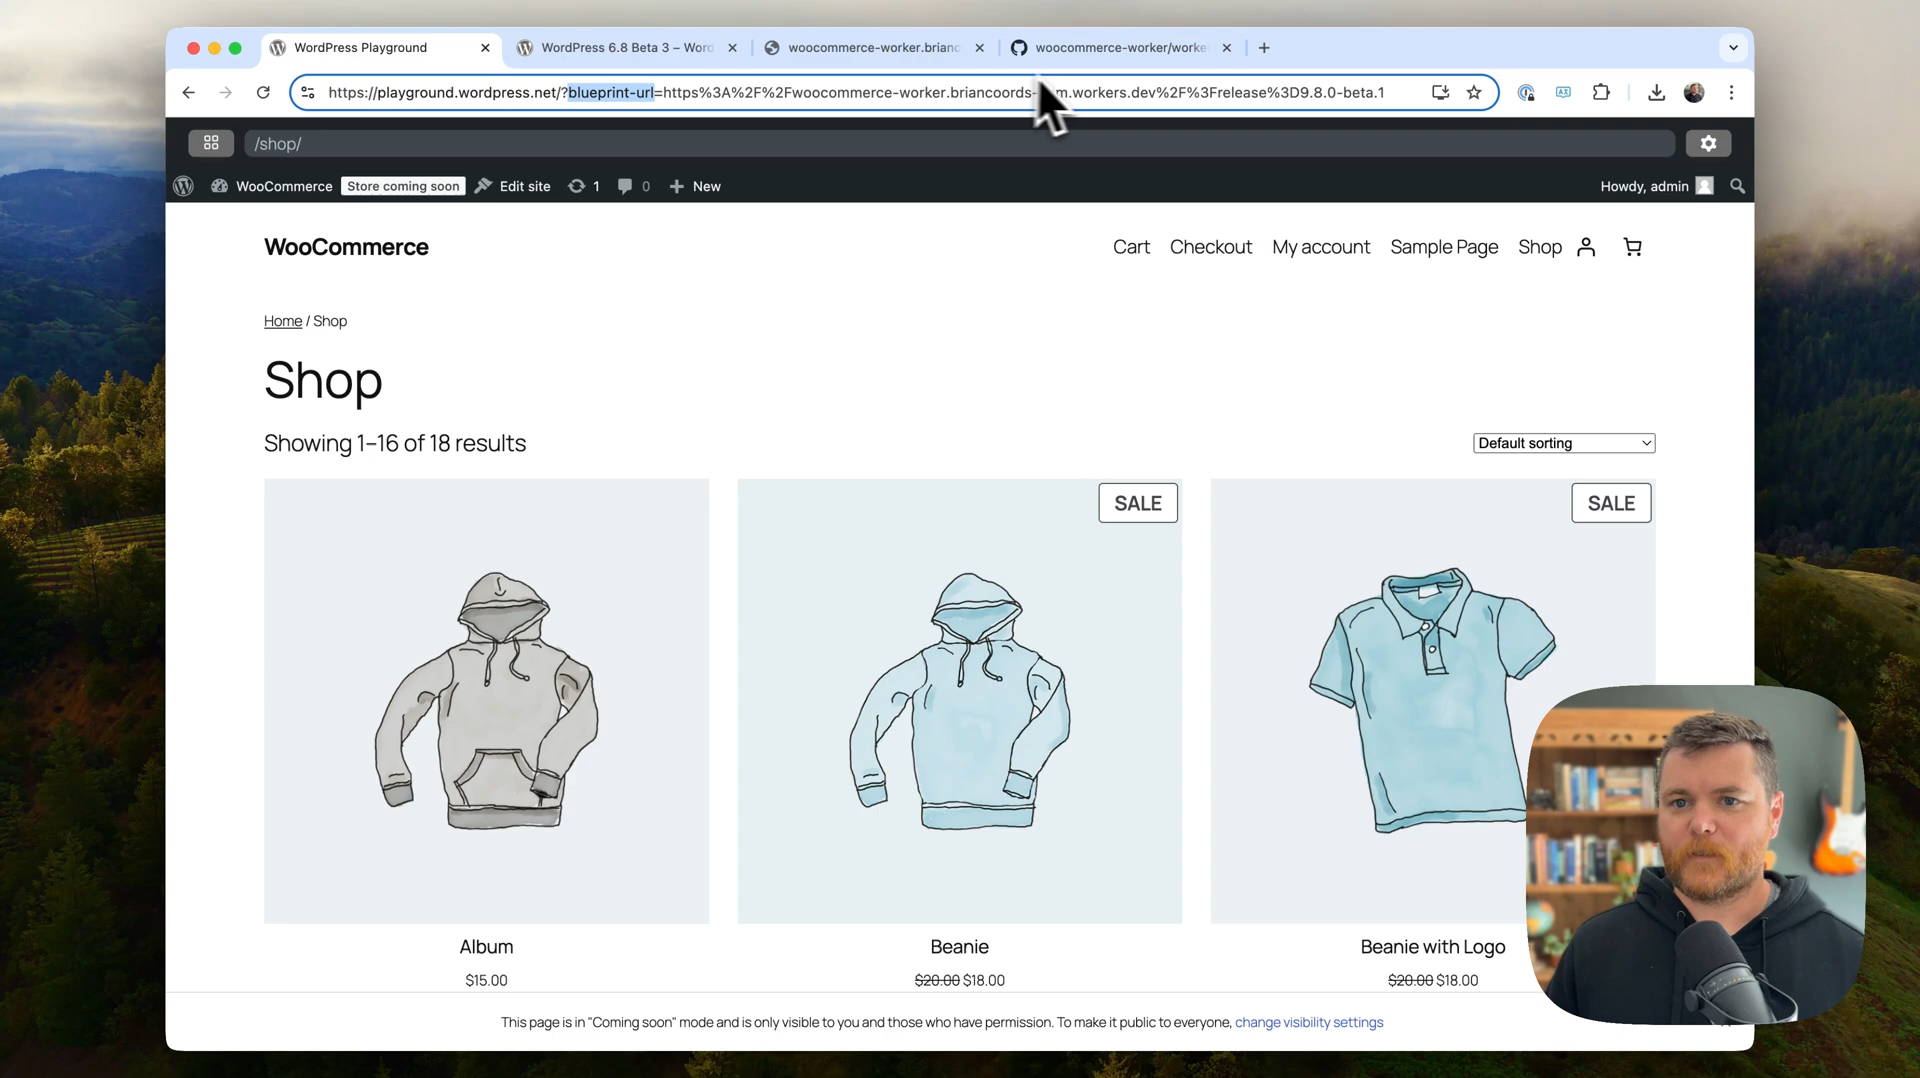 WordPress Playground
WordPress 6.8 Beta 3 – Word
woocommerce-worker.brianc
woocommerce-worker/worke
https://playground.wordpress.net/?blueprint-url=https%3A%2F%2Fwoocommerce-worker.briancoords-m.workers.dev%2F%3Frelease%3D9.8.0-beta.1
/shop/
WooCommerce
Store coming soon
Edit site
1
0
New
Howdy, admin
WooCommerce
Cart
Checkout
My account
Sample Page
Shop
Home / Shop
Shop
Showing 1–16 of 18 results
Default sorting
SALE
SALE
Album
$15.00
Beanie
$20.00 $18.00
Beanie with Logo
$20.00 $18.00
This page is in "Coming soon" mode and is only visible to you and those who have permission. To make it public to everyone, change visibility settings